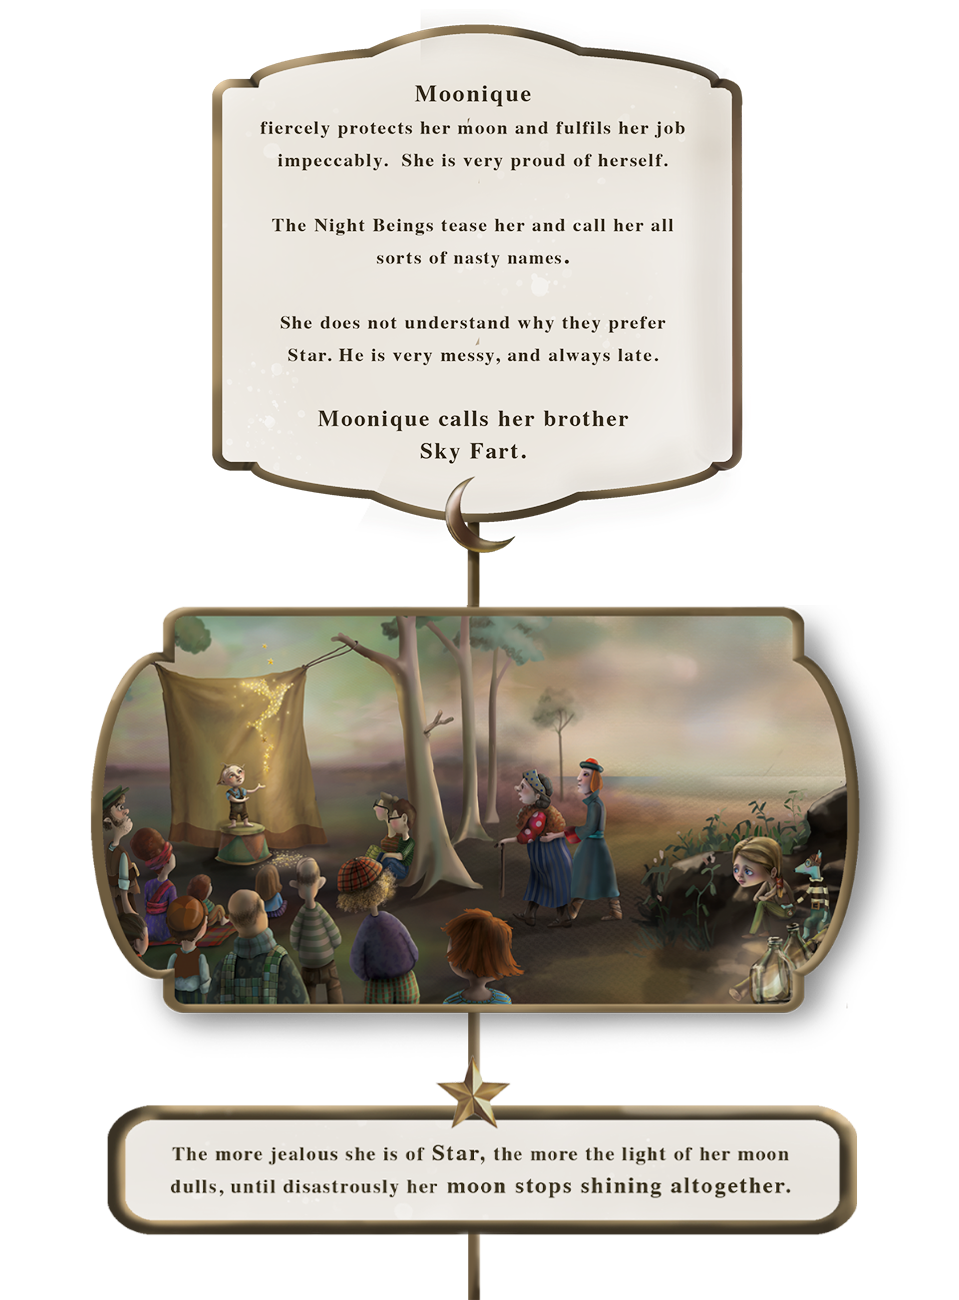 Moonique
fiercely protects her moon and fulfils her job
impeccably.  She is very proud of herself.
The Night Beings tease her and call her all
sorts of nasty names.
She does not understand why they prefer
Star. He is very messy, and always late.
Moonique calls her brother
Sky Fart.
The more jealous she is of Star, the more the light of her moon
dulls, until disastrously her moon stops shining altogether.